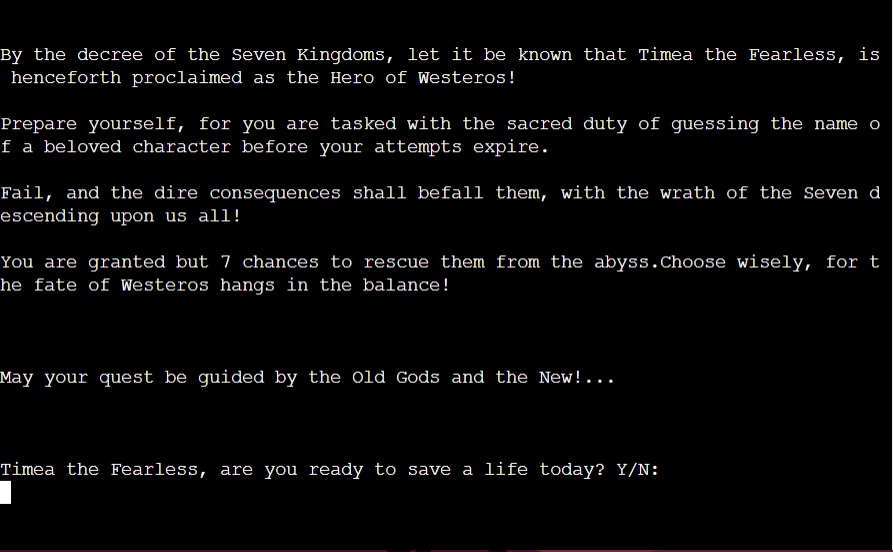 By the decree of the Seven Kingdoms, let it be known that Timea the Fearless, is
 henceforth proclaimed as the Hero of Westeros!
Prepare yourself, for you are tasked with the sacred duty of guessing the name o
f a beloved character before your attempts expire.
Fail, and the dire consequences shall befall them, with the wrath of the Seven d
escending upon us all!
You are granted but 7 chances to rescue them from the abyss.Choose wisely, for t
he fate of Westeros hangs in the balance!
May your quest be guided by the Old Gods and the New!...
Timea the Fearless, are you ready to save a life today? Y/N: